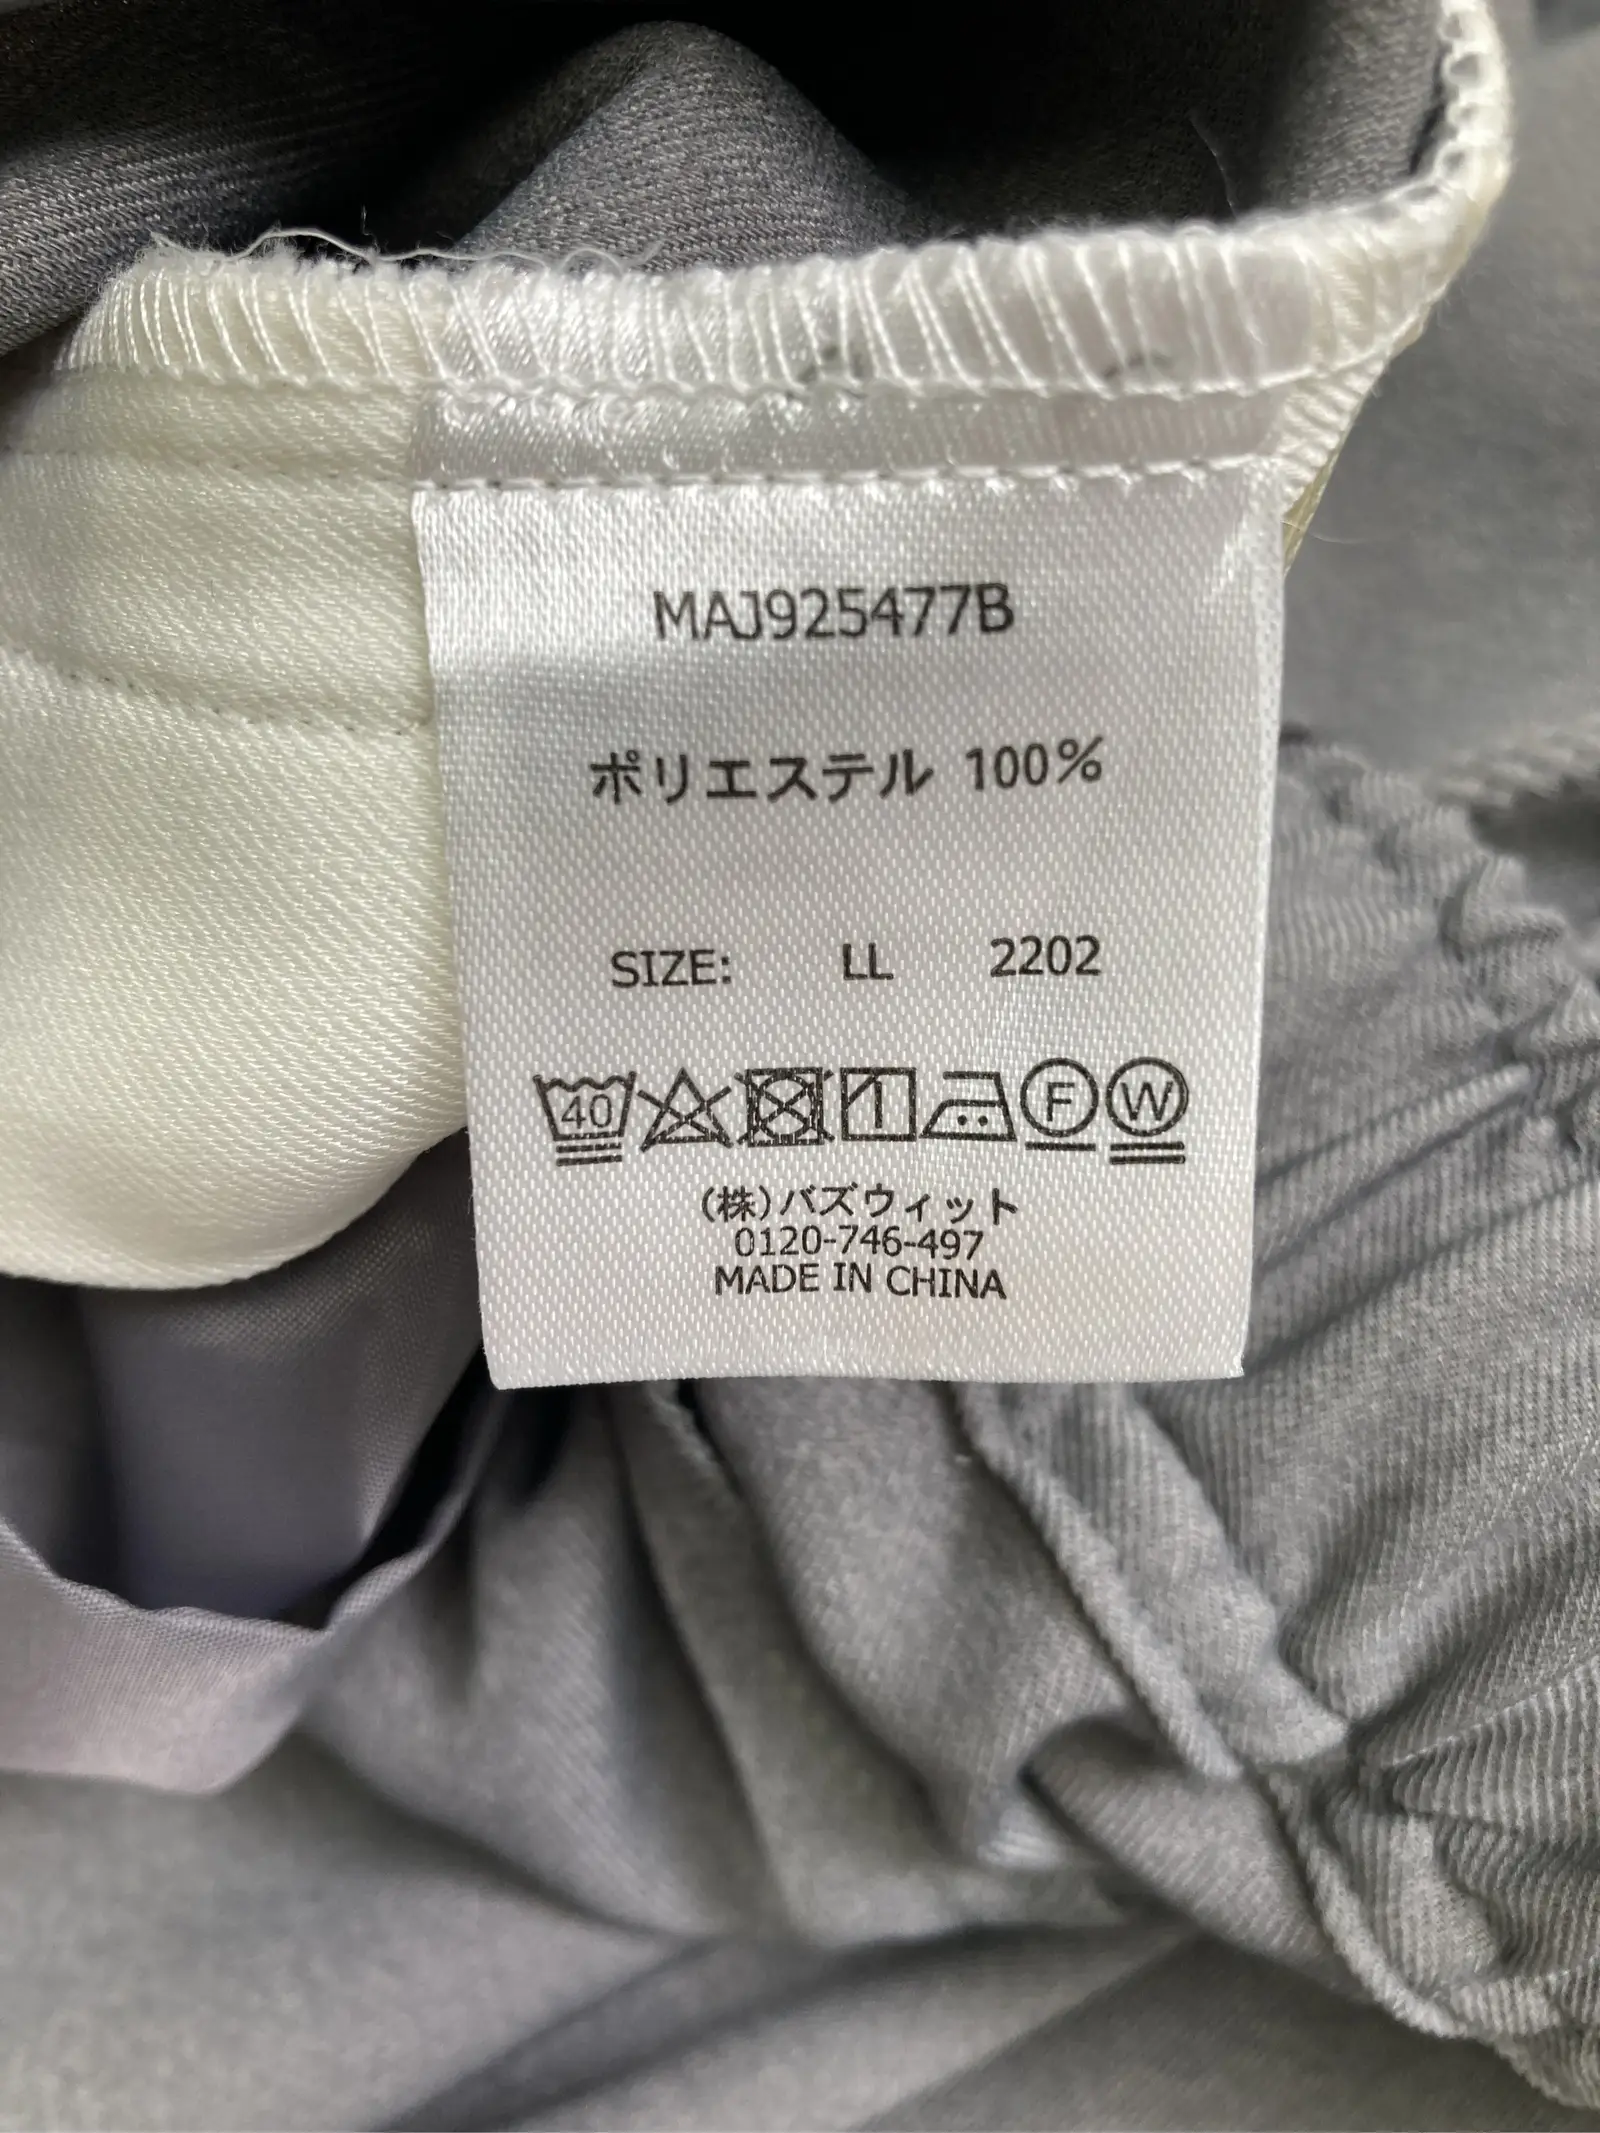 MAJ925477B
ポリエステル 100%
SIZE: LL 2202
40 F W
(株)バズウィット
0120-746-497
MADE IN CHINA